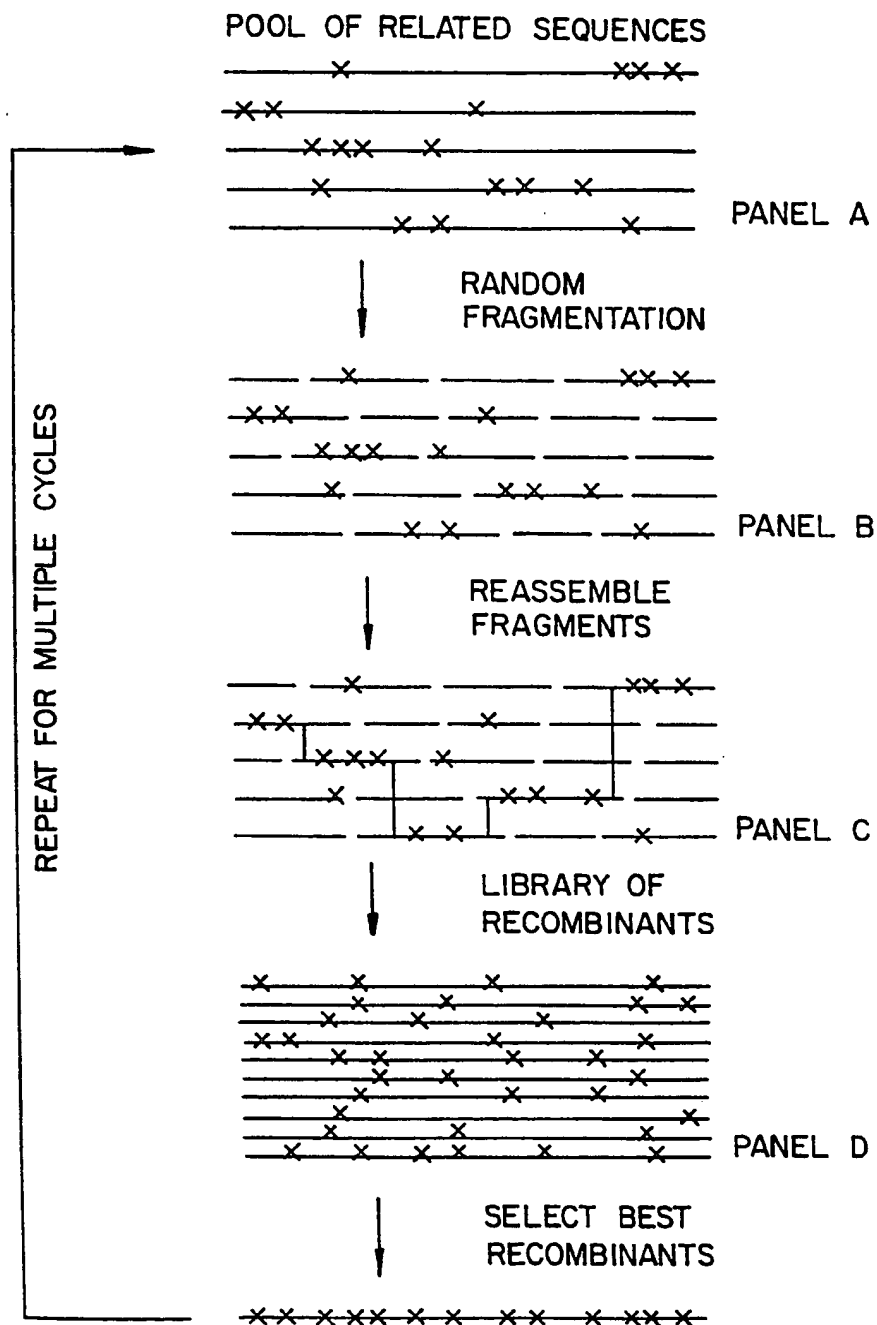 POOL OF RELATED SEQUENCES
PANEL A
RANDOM
FRAGMENTATION
PANEL B
REASSEMBLE
FRAGMENTS
PANEL C
LIBRARY OF
RECOMBINANTS
PANEL D
SELECT BEST
RECOMBINANTS
REPEAT FOR MULTIPLE CYCLES